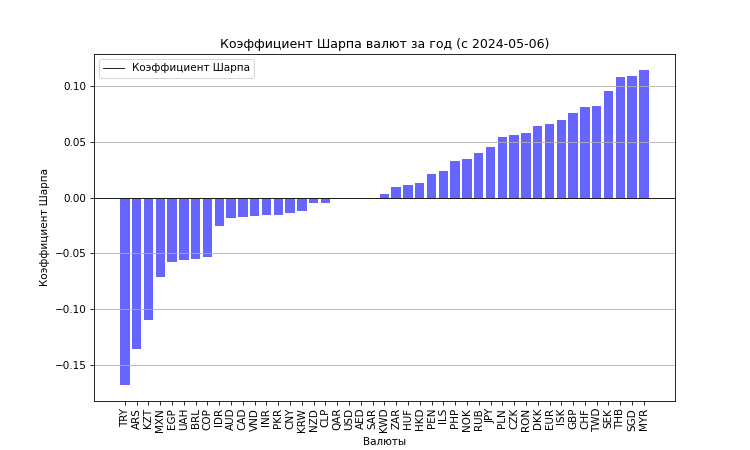 Коэффициент Шарпа валют за год (с 2024-05-06)
Коэффициент Шарпа
0.10
0.05
0.00
−0.05
−0.10
−0.15
Коэффициент Шарпа
TRY ARS KZT MXN EGP UAH BRL COP IDR AUD CAD VND INR PKR CNY KRW NZD CLP QAR USD AED SAR KWD ZAR HUF HKD PEN ILS PHP NOK RUB JPY PLN CZK RON DKK EUR ISK GBP CHF TWD SEK THB SGD MYR
Валюты